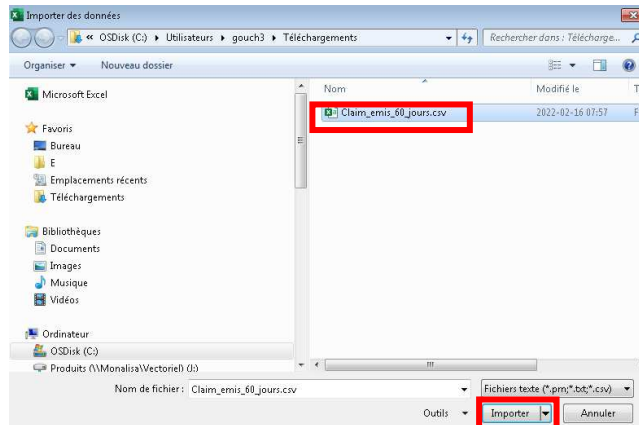 Importer des données
« OSDisk (C:) ▸ Utilisateurs ▸ gouch3 ▸ Téléchargements
Rechercher dans : Télécharge...
Organiser ▾ Nouveau dossier
Microsoft Excel
Favoris
Bureau
E
Emplacements récents
Téléchargements
Bibliothèques
Documents
Images
Musique
Vidéos
Ordinateur
OSDisk (C:)
Produits (\\Monalisa\Vectoriel) (J:)
Nom Modifié le T
Claim_emis_60_jours.csv 2022-02-16 07:57 F
Nom de fichier : Claim_emis_60_jours.csv
Fichiers texte (*.prn;*.txt;*.csv)
Outils ▾ Importer Annuler